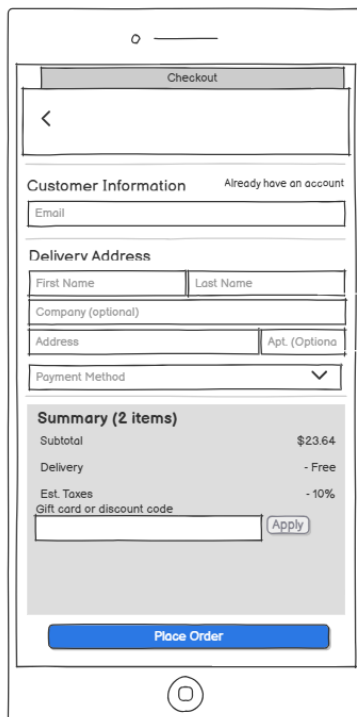 Checkout
Customer Information Already have an account
Email
Delivery Address
First Name Last Name
Company (optional)
Address Apt. (Optiona
Payment Method
Summary (2 items)
Subtotal $23.64
Delivery - Free
Est. Taxes - 10%
Gift card or discount code
Apply
Place Order